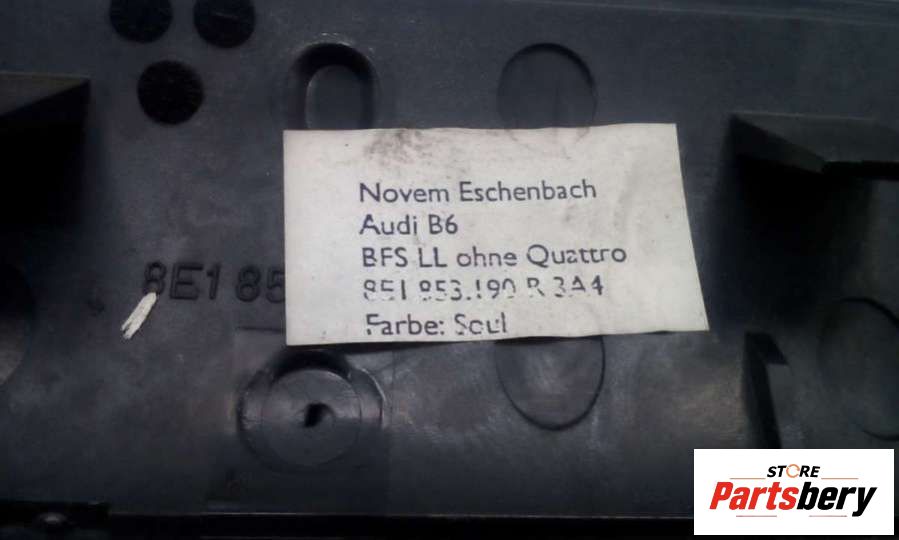 Novem Eschenbach
Audi B6
BFS LL ohne Quattro
8E1 853.190 R 3A4
Farbe: Soul
8E1 85
STORE
Partsbery